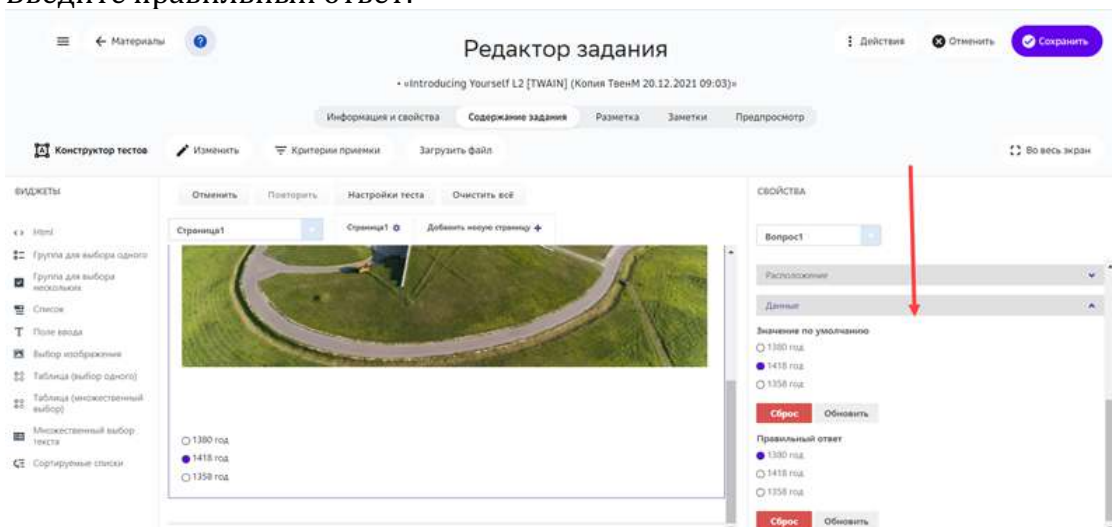 Введите правильный ответ.
← Материалы
?
Редактор задания
Действия
Отменить
Сохранить
• «Introducing Yourself L2 [TWAIN] (Копия ТвенМ 20.12.2021 09:03)»
Информация и свойства
Содержание задания
Разметка
Заметки
Предпросмотр
Конструктор тестов
Изменить
Критерии приемки
Загрузить файл
Во весь экран
ВИДЖЕТЫ
Html
Группа для выбора одного
Группа для выбора
нескольких
Список
Поле ввода
Выбор изображения
Таблица (выбор одного)
Таблица (множественный
выбор)
Множественный выбор
текста
Сортируемые списки
Отменить
Повторить
Настройки теста
Очистить всё
Страница1
Страница1
Добавить новую страницу +
1380 год
1418 год
1358 год
СВОЙСТВА
Вопрос1
Расположение
Данные
Значение по умолчанию
1380 год
1418 год
1358 год
Сброс
Обновить
Правильный ответ
1380 год
1418 год
1358 год
Сброс
Обновить